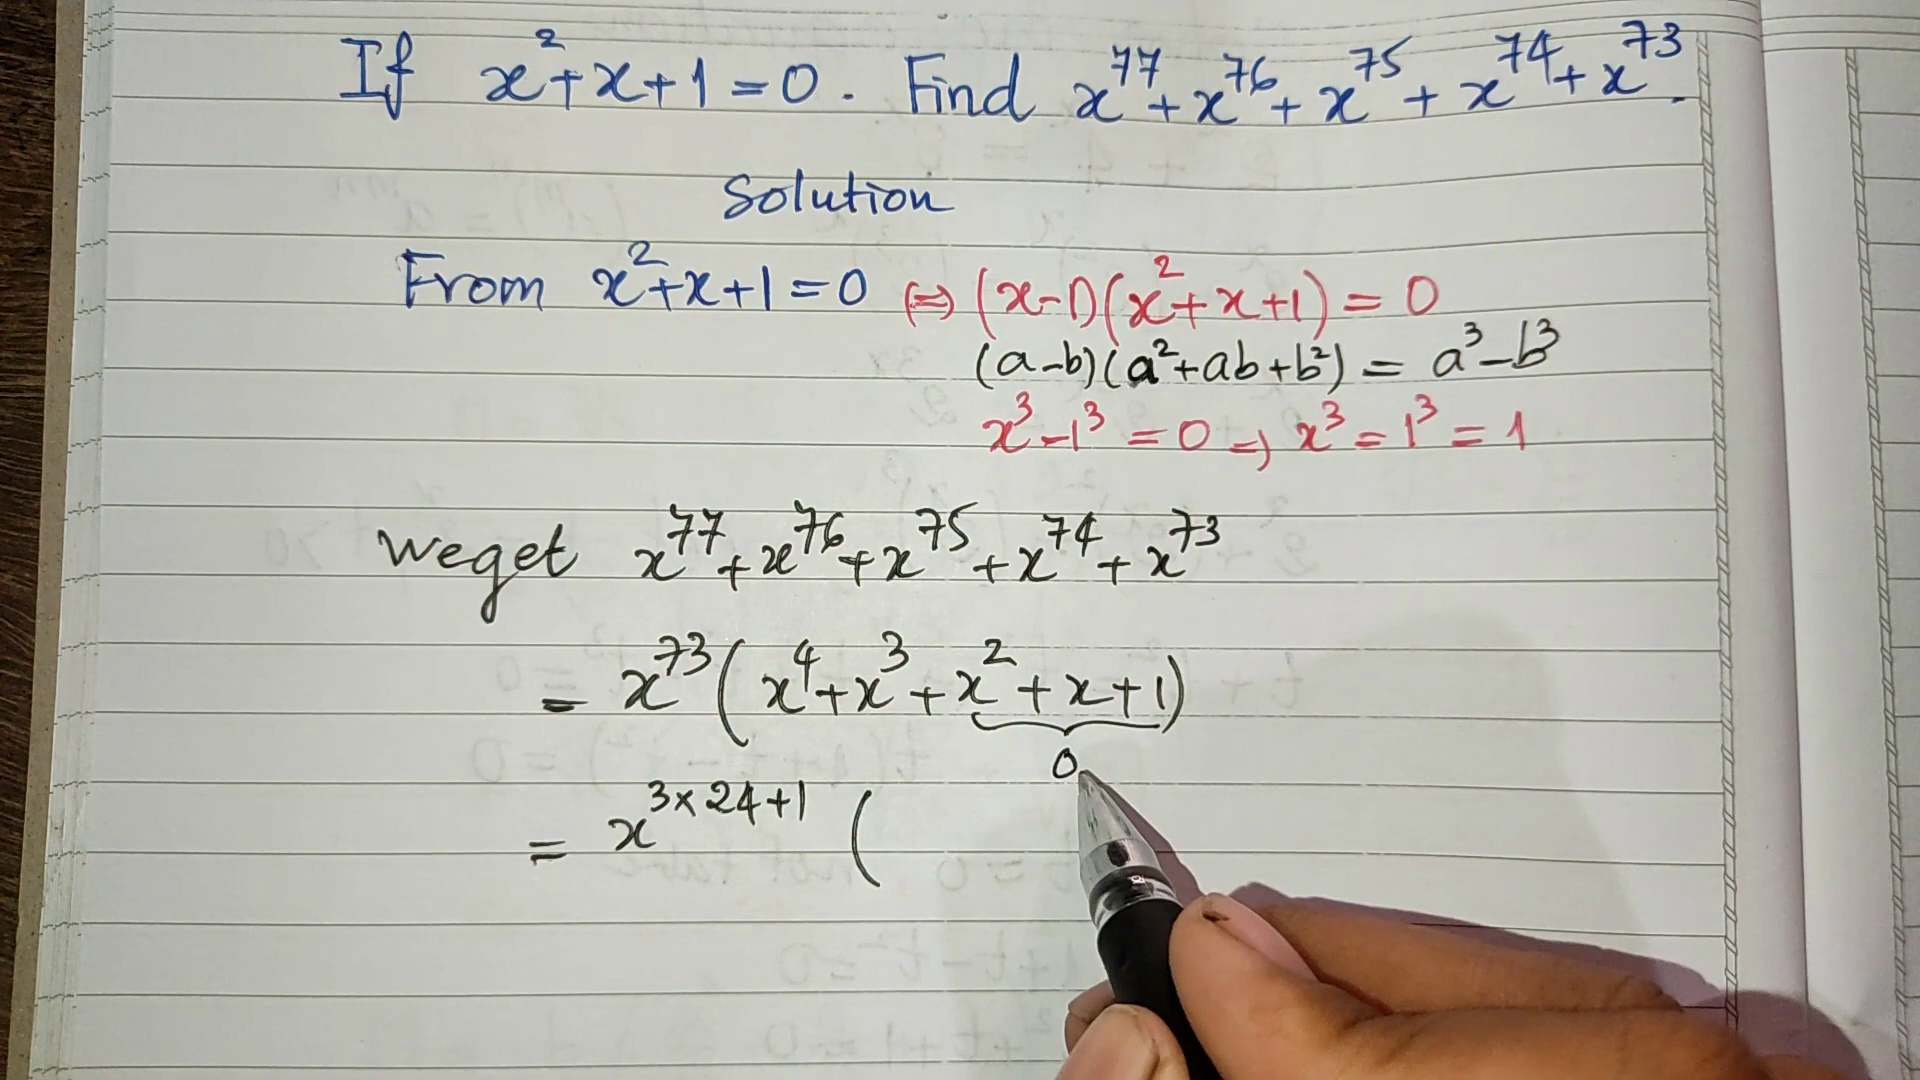 If x²+x+1=0. Find x⁷⁷+x⁷⁶+x⁷⁵+x⁷⁴+x⁷³.
Solution
From x²+x+1=0 ⇔ (x-1)(x²+x+1)=0
(a-b)(a²+ab+b²)=a³-b³
x³-1³=0 ⇒ x³=1³=1
we get x⁷⁷+x⁷⁶+x⁷⁵+x⁷⁴+x⁷³
= x⁷³(x⁴+x³+x²+x+1)
0
= x^{3×24+1} (